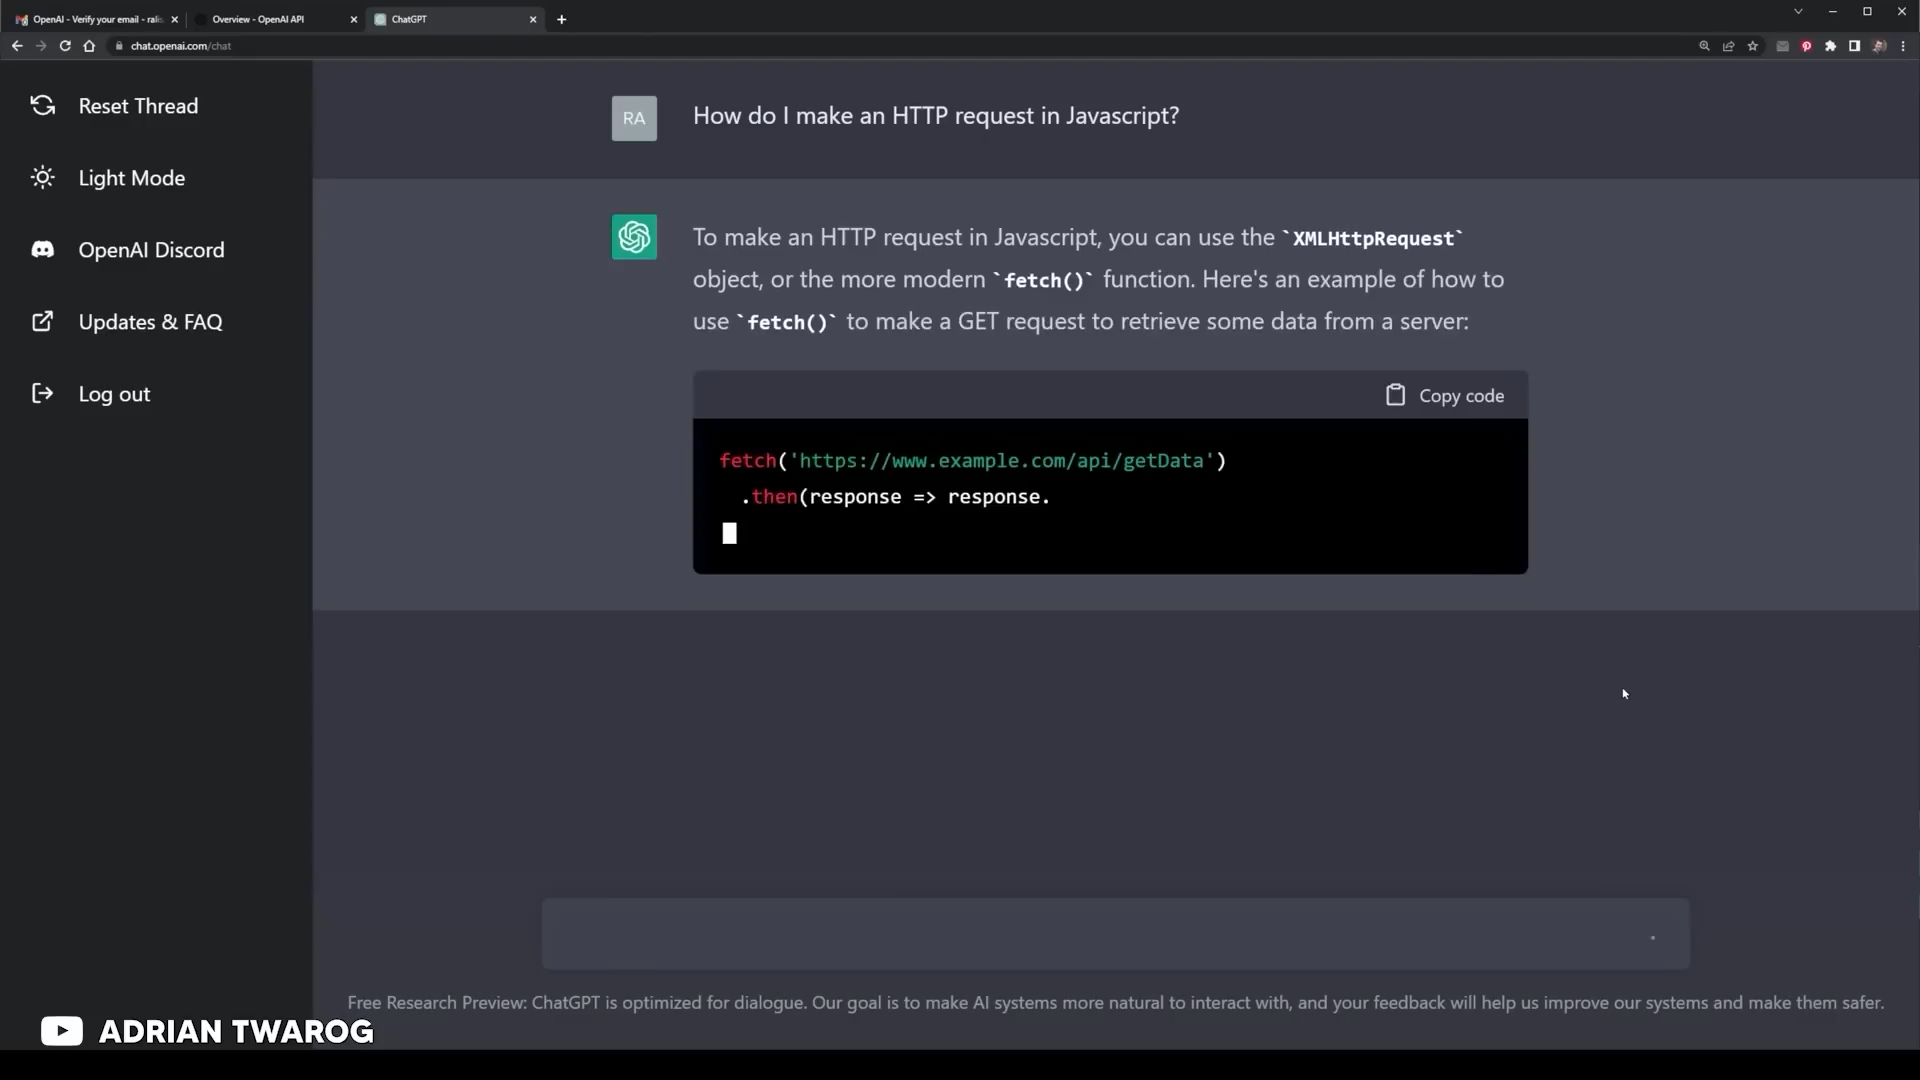 OpenAI - Verify your email - ralis
Overview - OpenAI API
ChatGPT
chat.openai.com/chat
Reset Thread
Light Mode
OpenAI Discord
Updates & FAQ
Log out
RA
How do I make an HTTP request in Javascript?
To make an HTTP request in Javascript, you can use the `XMLHttpRequest`
object, or the more modern `fetch()` function. Here's an example of how to
use `fetch()` to make a GET request to retrieve some data from a server:
Copy code
fetch('https://www.example.com/api/getData')
.then(response => response.
Free Research Preview: ChatGPT is optimized for dialogue. Our goal is to make AI systems more natural to interact with, and your feedback will help us improve our systems and make them safer.
ADRIAN TWAROG